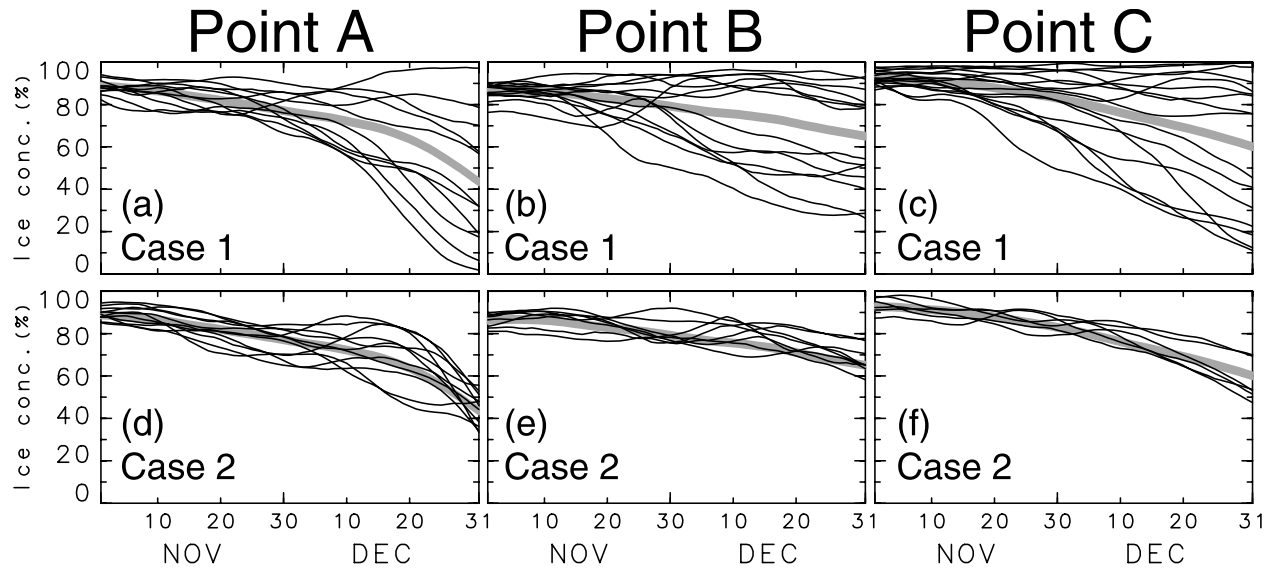 Point A Point B Point C
Ice conc. (%)
100
80
60
40
20
0
(a)
Case 1
(b)
Case 1
(c)
Case 1
Ice conc. (%)
100
80
60
40
20
0
(d)
Case 2
(e)
Case 2
(f)
Case 2
10 20 30 10 20 31 10 20 30 10 20 31 10 20 30 10 20 31
NOV DEC NOV DEC NOV DEC